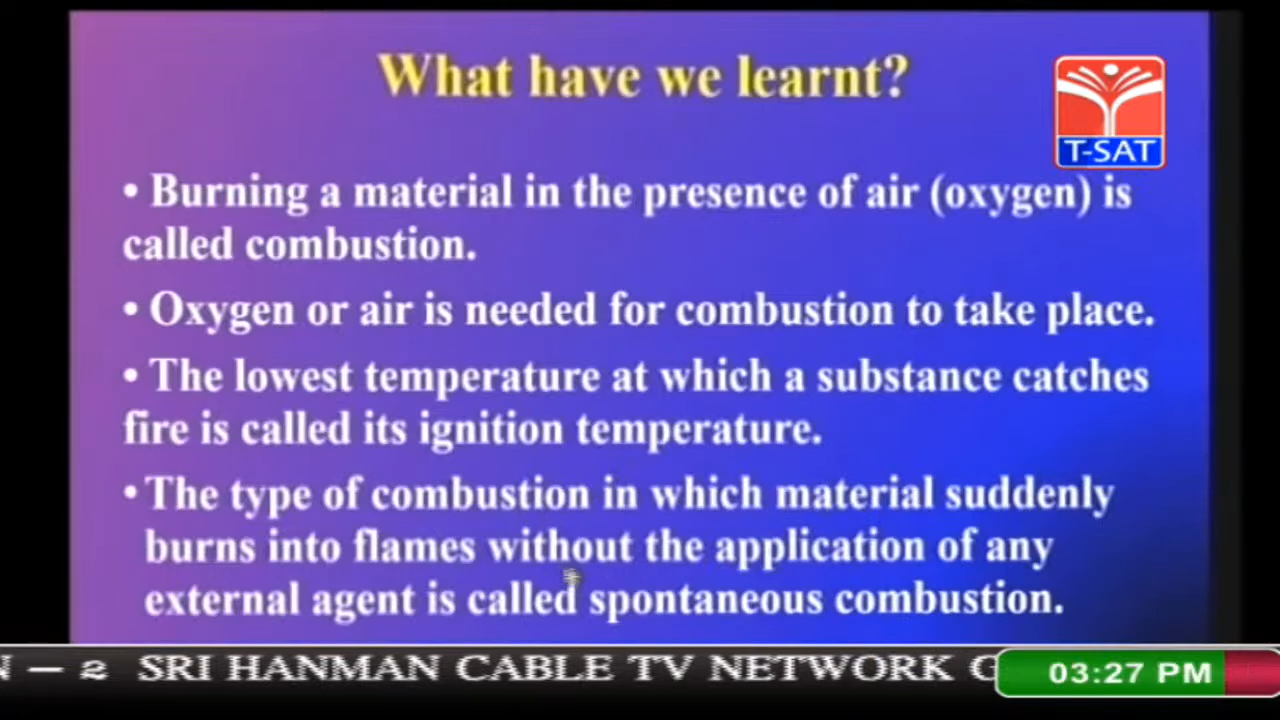 What have we learnt?
T-SAT
• Burning a material in the presence of air (oxygen) is
called combustion.
• Oxygen or air is needed for combustion to take place.
• The lowest temperature at which a substance catches
fire is called its ignition temperature.
• The type of combustion in which material suddenly
burns into flames without the application of any
external agent is called spontaneous combustion.
N – 2 SRI HANMAN CABLE TV NETWORK G
03:27 PM